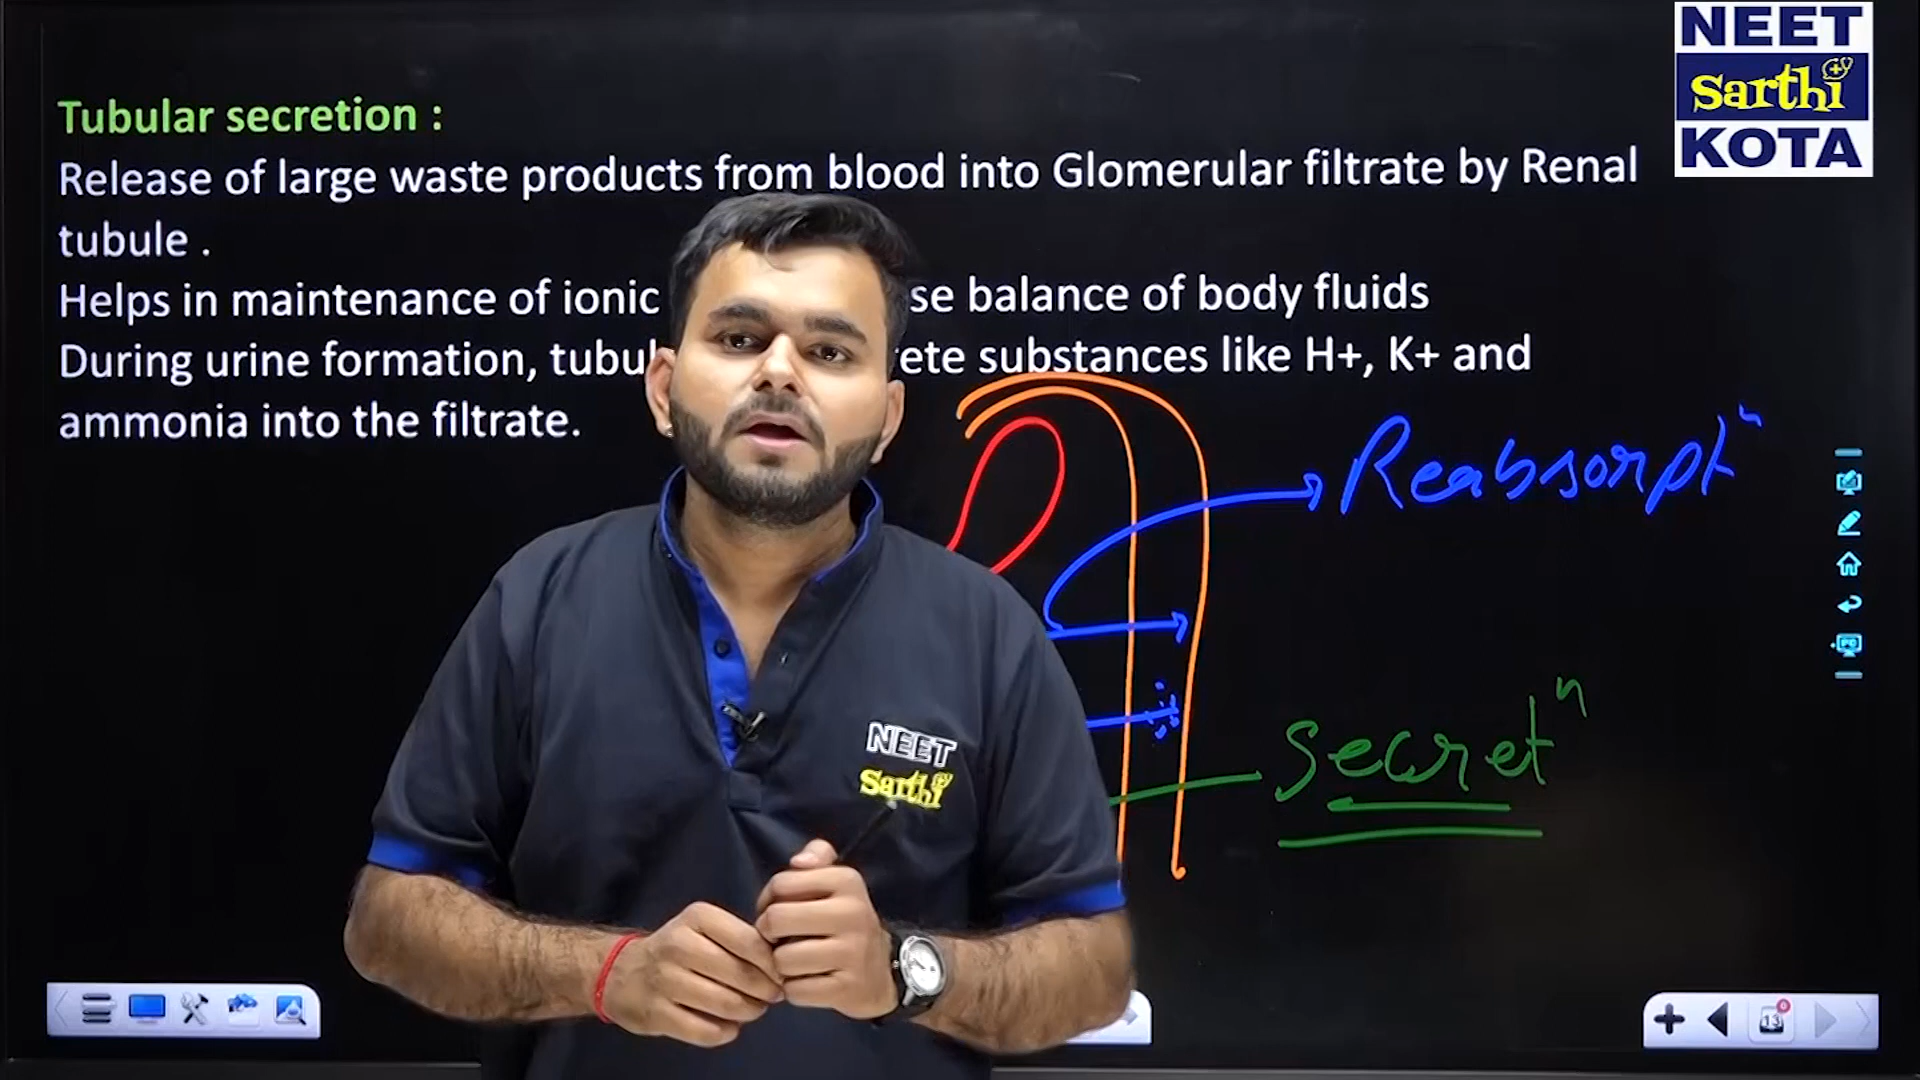 NEET
Sarthi
KOTA
Tubular secretion :
Release of large waste products from blood into Glomerular filtrate by Renal
tubule .
Helps in maintenance of ionic se balance of body fluids
During urine formation, tubul rete substances like H+, K+ and
ammonia into the filtrate.
Reabsorptⁿ
Secretⁿ
NEET
Sarthi
13